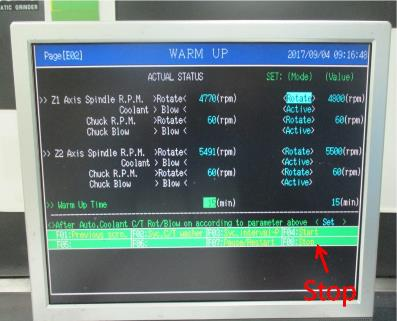 ATIC GRINDER
Page[E02] WARM UP 2017/09/04 09:16:48
ACTUAL STATUS SET: (Mode) (Value)
>> Z1 Axis Spindle R.P.M. >Rotate< 4770(rpm) <Rotate> 4800(rpm)
Coolant > Blow < <Active>
Chuck R.P.M. >Rotate< 60(rpm) <Rotate> 60(rpm)
Chuck Blow > Blow < <Active>
>> Z2 Axis Spindle R.P.M. >Rotate< 5491(rpm) <Rotate> 5500(rpm)
Coolant > Blow < <Active>
Chuck R.P.M. >Rotate< 60(rpm) <Rotate> 60(rpm)
Chuck Blow > Blow < <Active>
>> Warm Up Time 15(min) 15(min)
<>After Auto,Coolant C/T Rot/Blow on according to parameter above < Set >
F01:Previous scrn. F02:Syc.C/T washer F03:Syc.interval-P F04:Start
F05: F06: F07:Pause/Restart F08:Stop
Stop